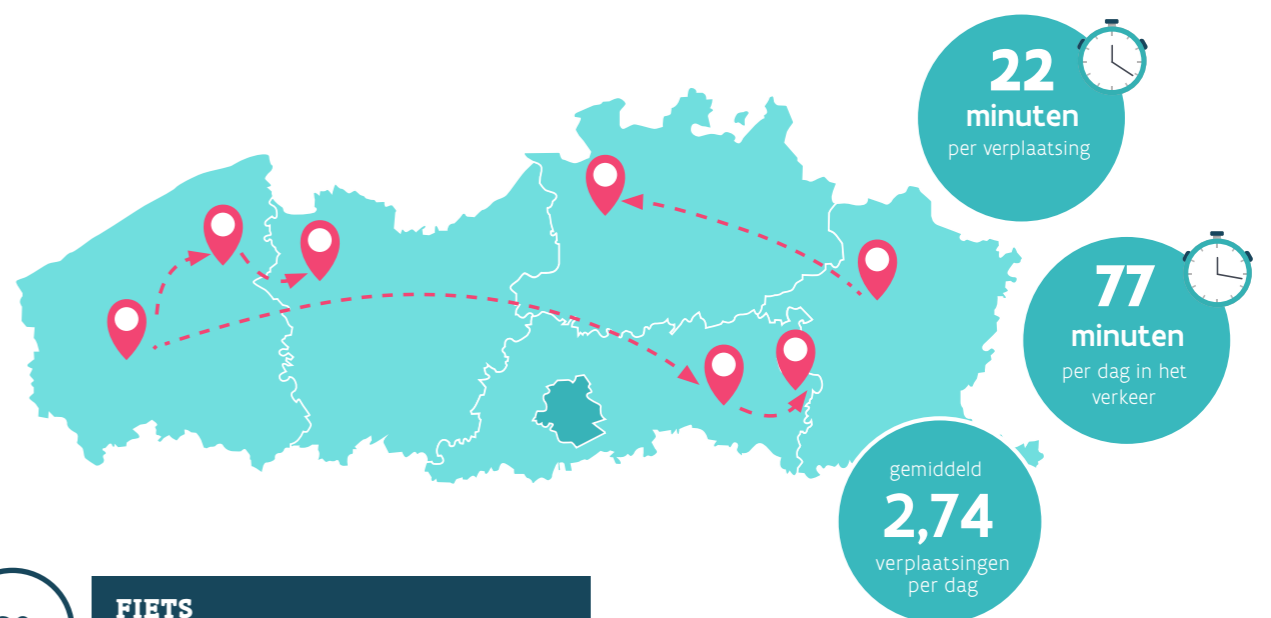 22
minuten
per verplaatsing
77
minuten
per dag in het
verkeer
gemiddeld
2,74
verplaatsingen
per dag
FIETS